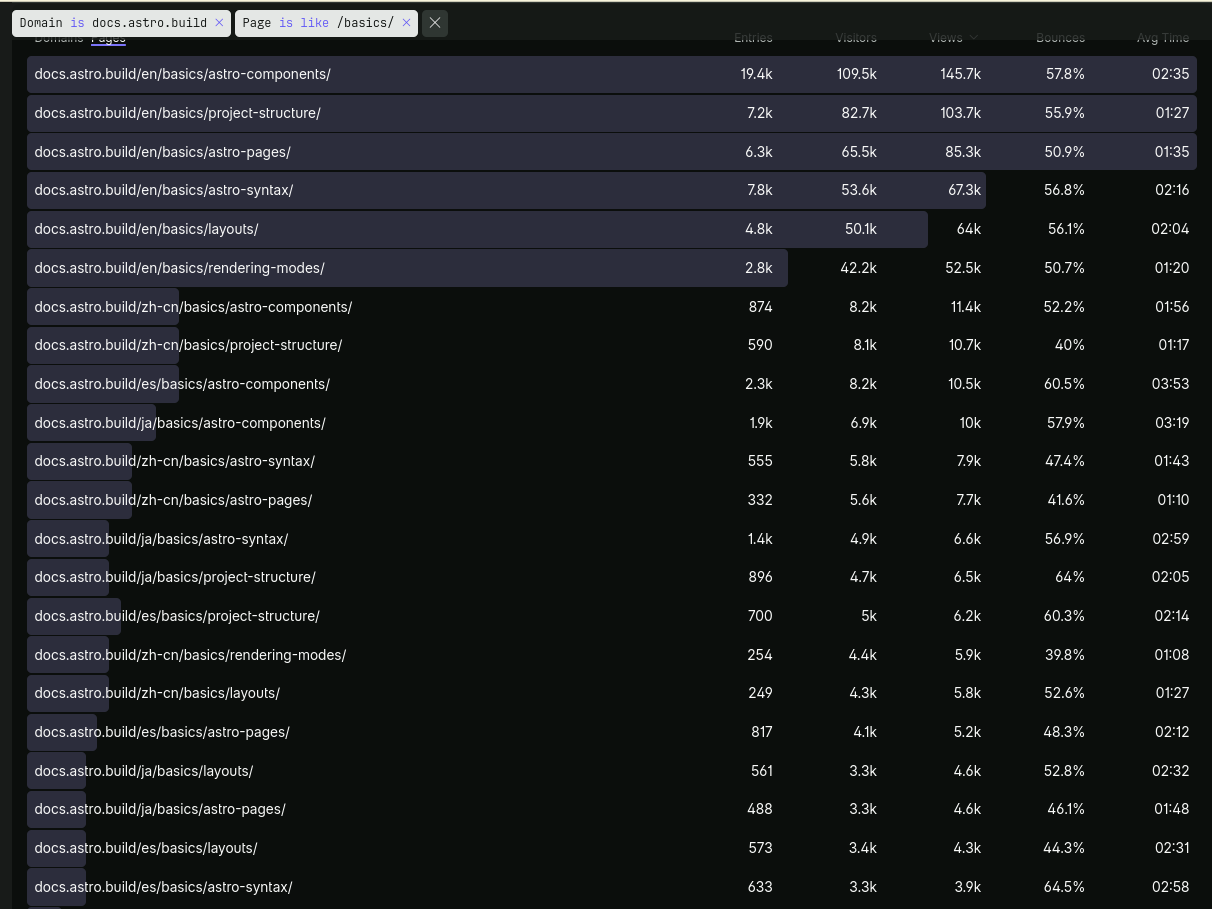 Domain is docs.astro.build × Page is like /basics/ × ×
Domains Pages Entries Visitors Views Bounces Avg Time
docs.astro.build/en/basics/astro-components/ 19.4k 109.5k 145.7k 57.8% 02:35
docs.astro.build/en/basics/project-structure/ 7.2k 82.7k 103.7k 55.9% 01:27
docs.astro.build/en/basics/astro-pages/ 6.3k 65.5k 85.3k 50.9% 01:35
docs.astro.build/en/basics/astro-syntax/ 7.8k 53.6k 67.3k 56.8% 02:16
docs.astro.build/en/basics/layouts/ 4.8k 50.1k 64k 56.1% 02:04
docs.astro.build/en/basics/rendering-modes/ 2.8k 42.2k 52.5k 50.7% 01:20
docs.astro.build/zh-cn/basics/astro-components/ 874 8.2k 11.4k 52.2% 01:56
docs.astro.build/zh-cn/basics/project-structure/ 590 8.1k 10.7k 40% 01:17
docs.astro.build/es/basics/astro-components/ 2.3k 8.2k 10.5k 60.5% 03:53
docs.astro.build/ja/basics/astro-components/ 1.9k 6.9k 10k 57.9% 03:19
docs.astro.build/zh-cn/basics/astro-syntax/ 555 5.8k 7.9k 47.4% 01:43
docs.astro.build/zh-cn/basics/astro-pages/ 332 5.6k 7.7k 41.6% 01:10
docs.astro.build/ja/basics/astro-syntax/ 1.4k 4.9k 6.6k 56.9% 02:59
docs.astro.build/ja/basics/project-structure/ 896 4.7k 6.5k 64% 02:05
docs.astro.build/es/basics/project-structure/ 700 5k 6.2k 60.3% 02:14
docs.astro.build/zh-cn/basics/rendering-modes/ 254 4.4k 5.9k 39.8% 01:08
docs.astro.build/zh-cn/basics/layouts/ 249 4.3k 5.8k 52.6% 01:27
docs.astro.build/es/basics/astro-pages/ 817 4.1k 5.2k 48.3% 02:12
docs.astro.build/ja/basics/layouts/ 561 3.3k 4.6k 52.8% 02:32
docs.astro.build/ja/basics/astro-pages/ 488 3.3k 4.6k 46.1% 01:48
docs.astro.build/es/basics/layouts/ 573 3.4k 4.3k 44.3% 02:31
docs.astro.build/es/basics/astro-syntax/ 633 3.3k 3.9k 64.5% 02:58